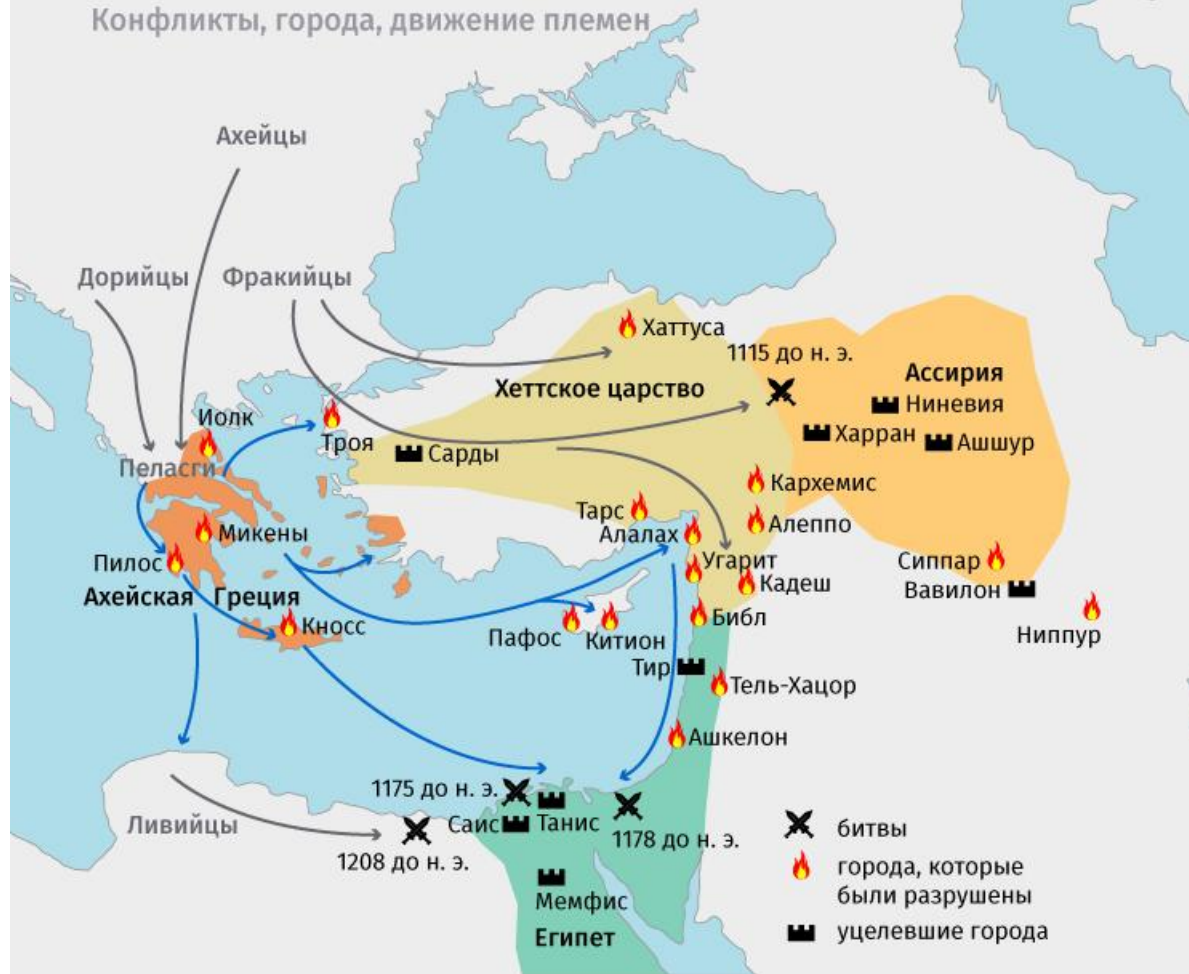 Конфликты, города, движение племен
Ахейцы
Дорийцы
Фракийцы
Хаттуса
1115 до н. э.
Хеттское царство
Ассирия
Ниневия
Харран
Ашшур
Иолк
Троя
Сарды
Пеласги
Кархемис
Тарс
Алеппо
Микены
Алалах
Пилос
Угарит
Сиппар
Кадеш
Вавилон
Ахейская Греция
Кносс
Библ
Пафос
Китион
Ниппур
Тир
Тель-Хацор
Ашкелон
1175 до н. э.
Ливийцы
Саис
Танис
1178 до н. э.
1208 до н. э.
Мемфис
Египет
битвы
города, которые
были разрушены
уцелевшие города